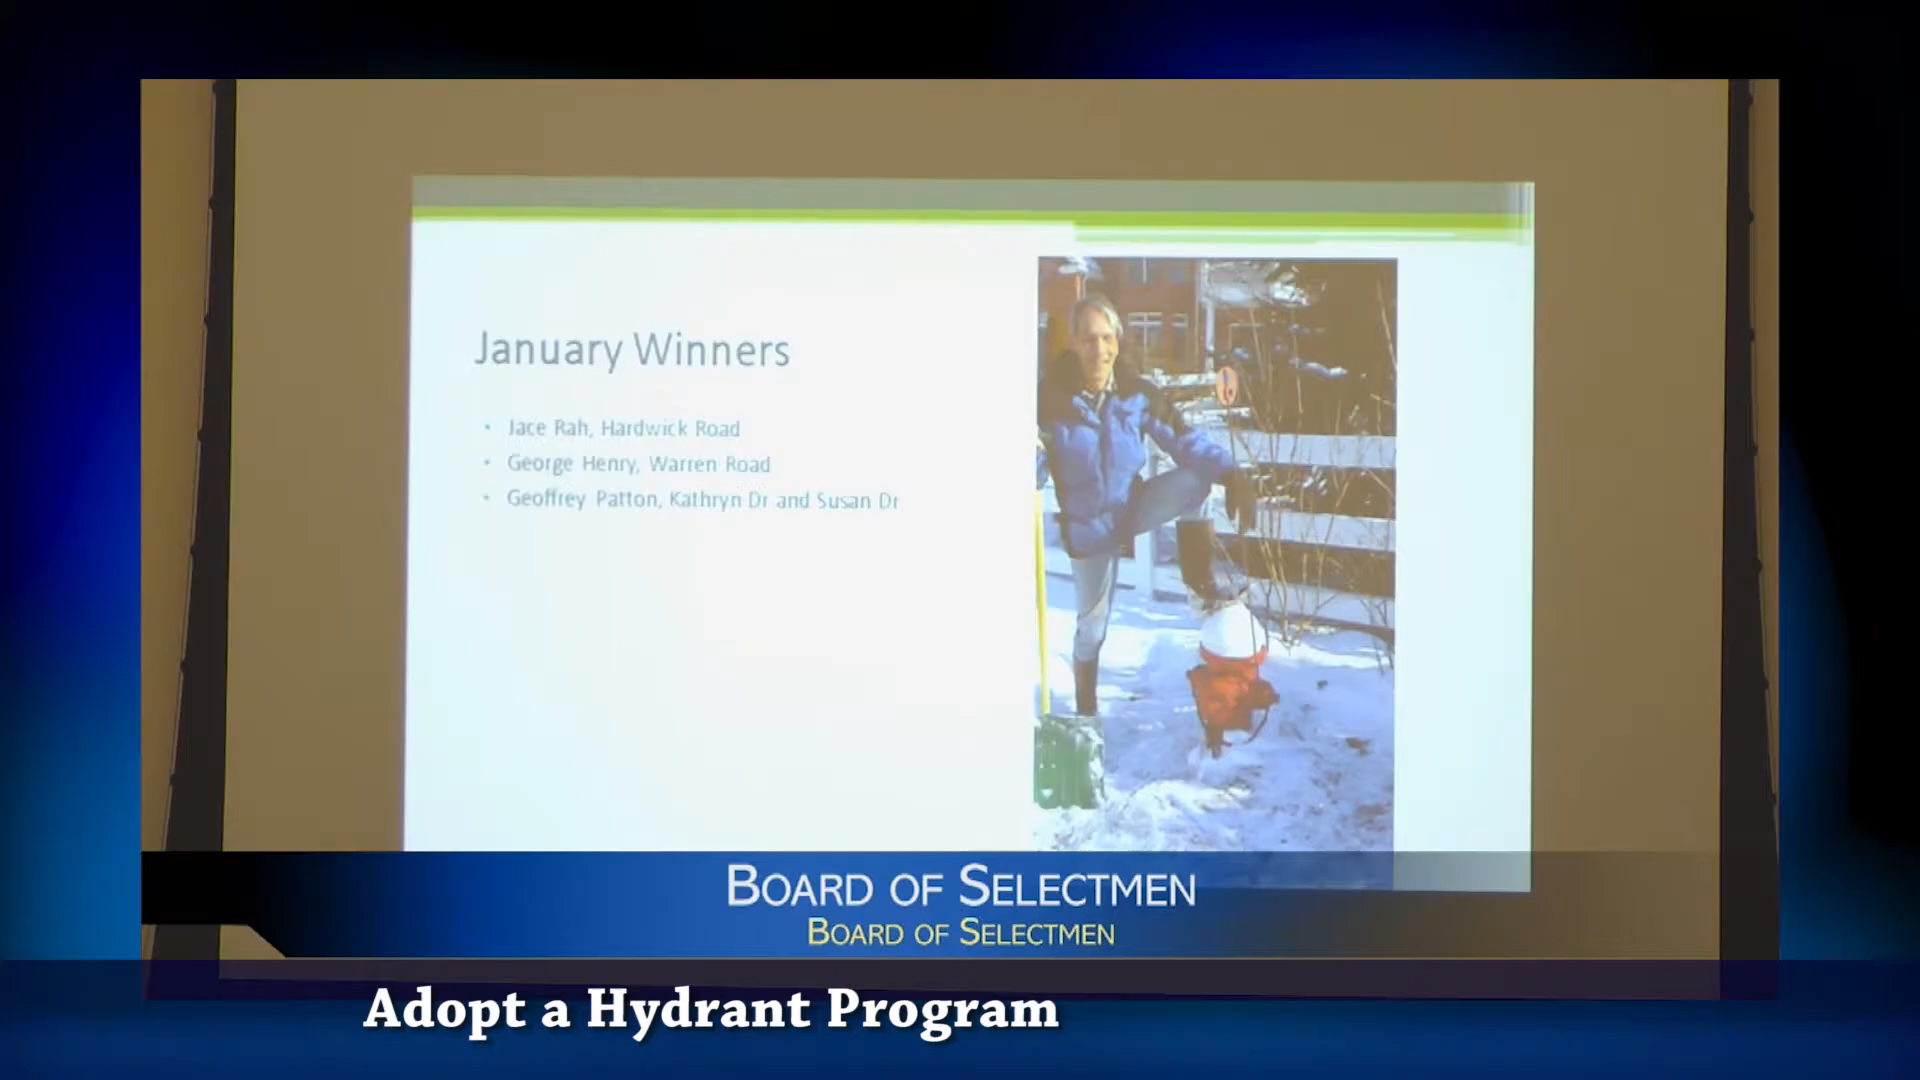 January Winners
Jace Rah, Hardwick Road
George Henry, Warren Road
Geoffrey Patton, Kathryn Dr and Susan Dr
BOARD OF SELECTMEN
BOARD OF SELECTMEN
Adopt a Hydrant Program